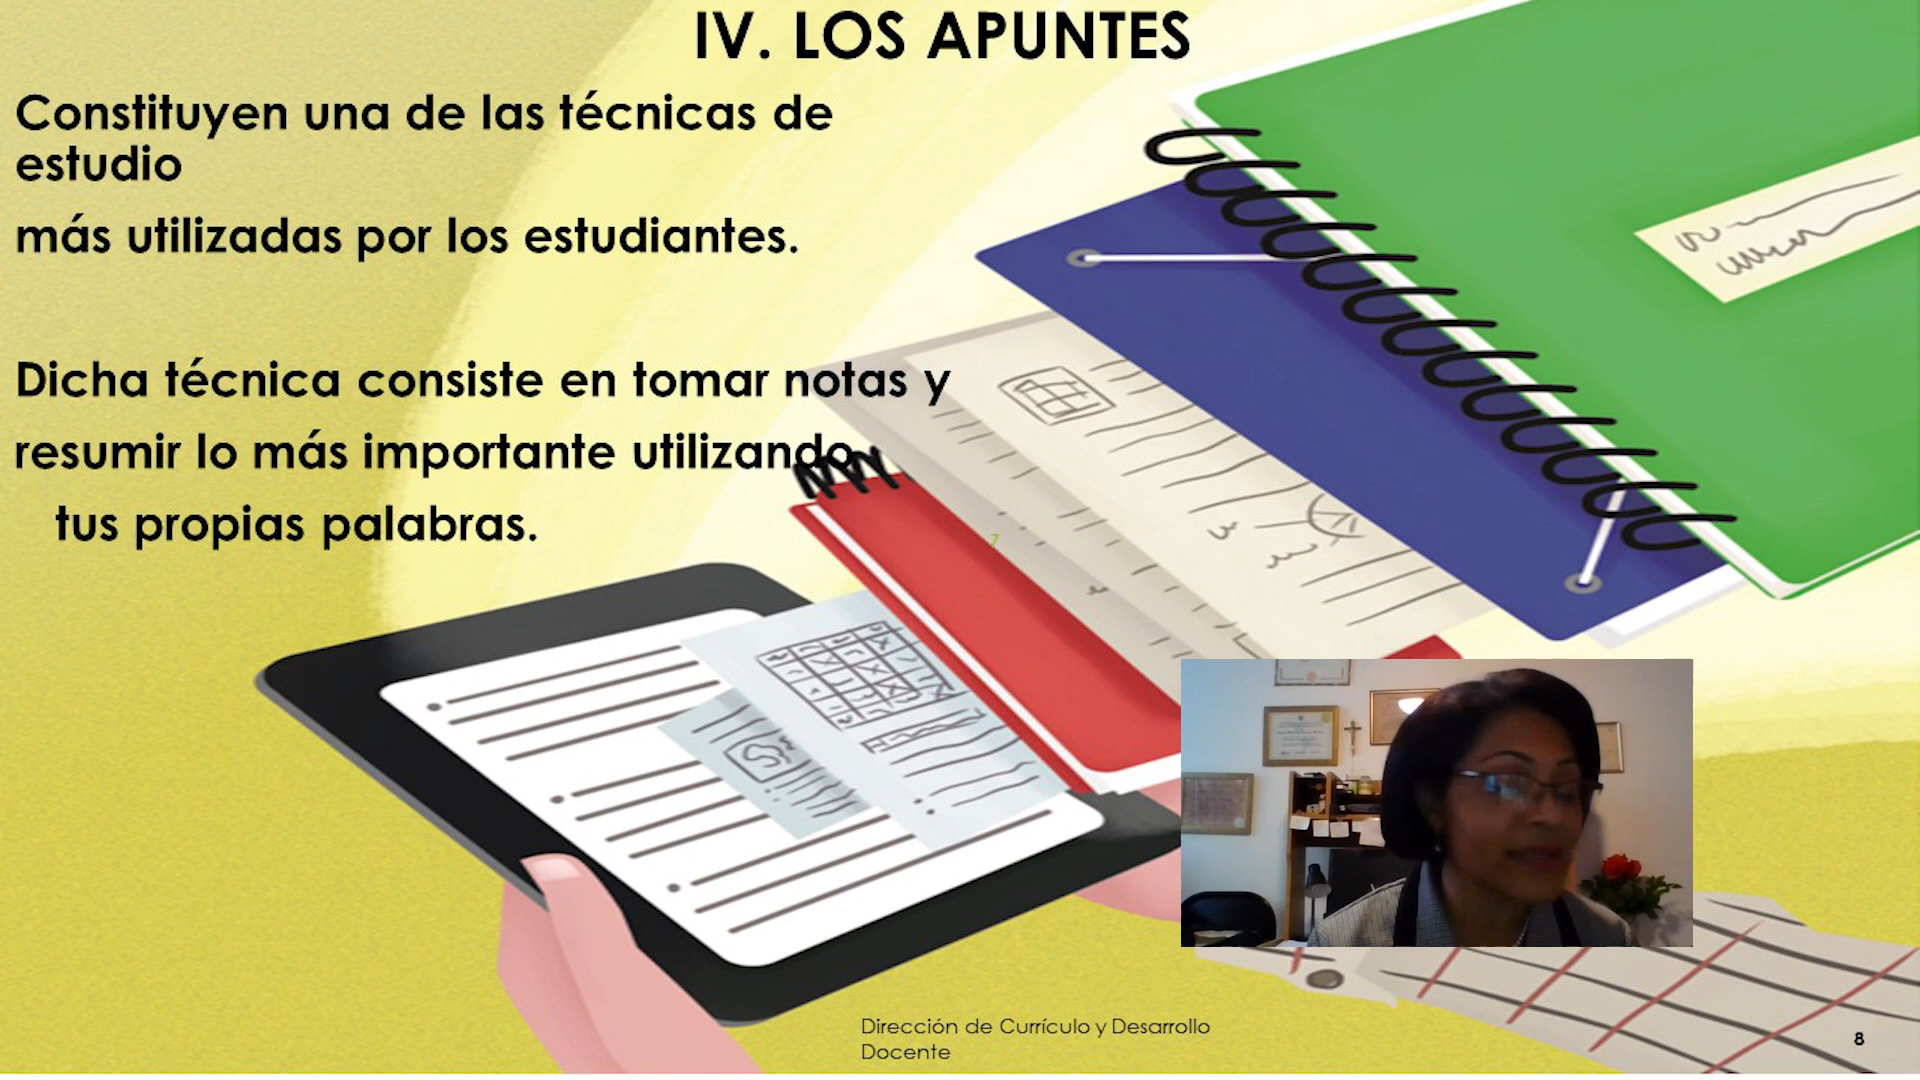 IV. LOS APUNTES
Constituyen una de las técnicas de
estudio
más utilizadas por los estudiantes.
Dicha técnica consiste en tomar notas y
resumir lo más importante utilizando
tus propias palabras.
7
Dirección de Currículo y Desarrollo
Docente
8